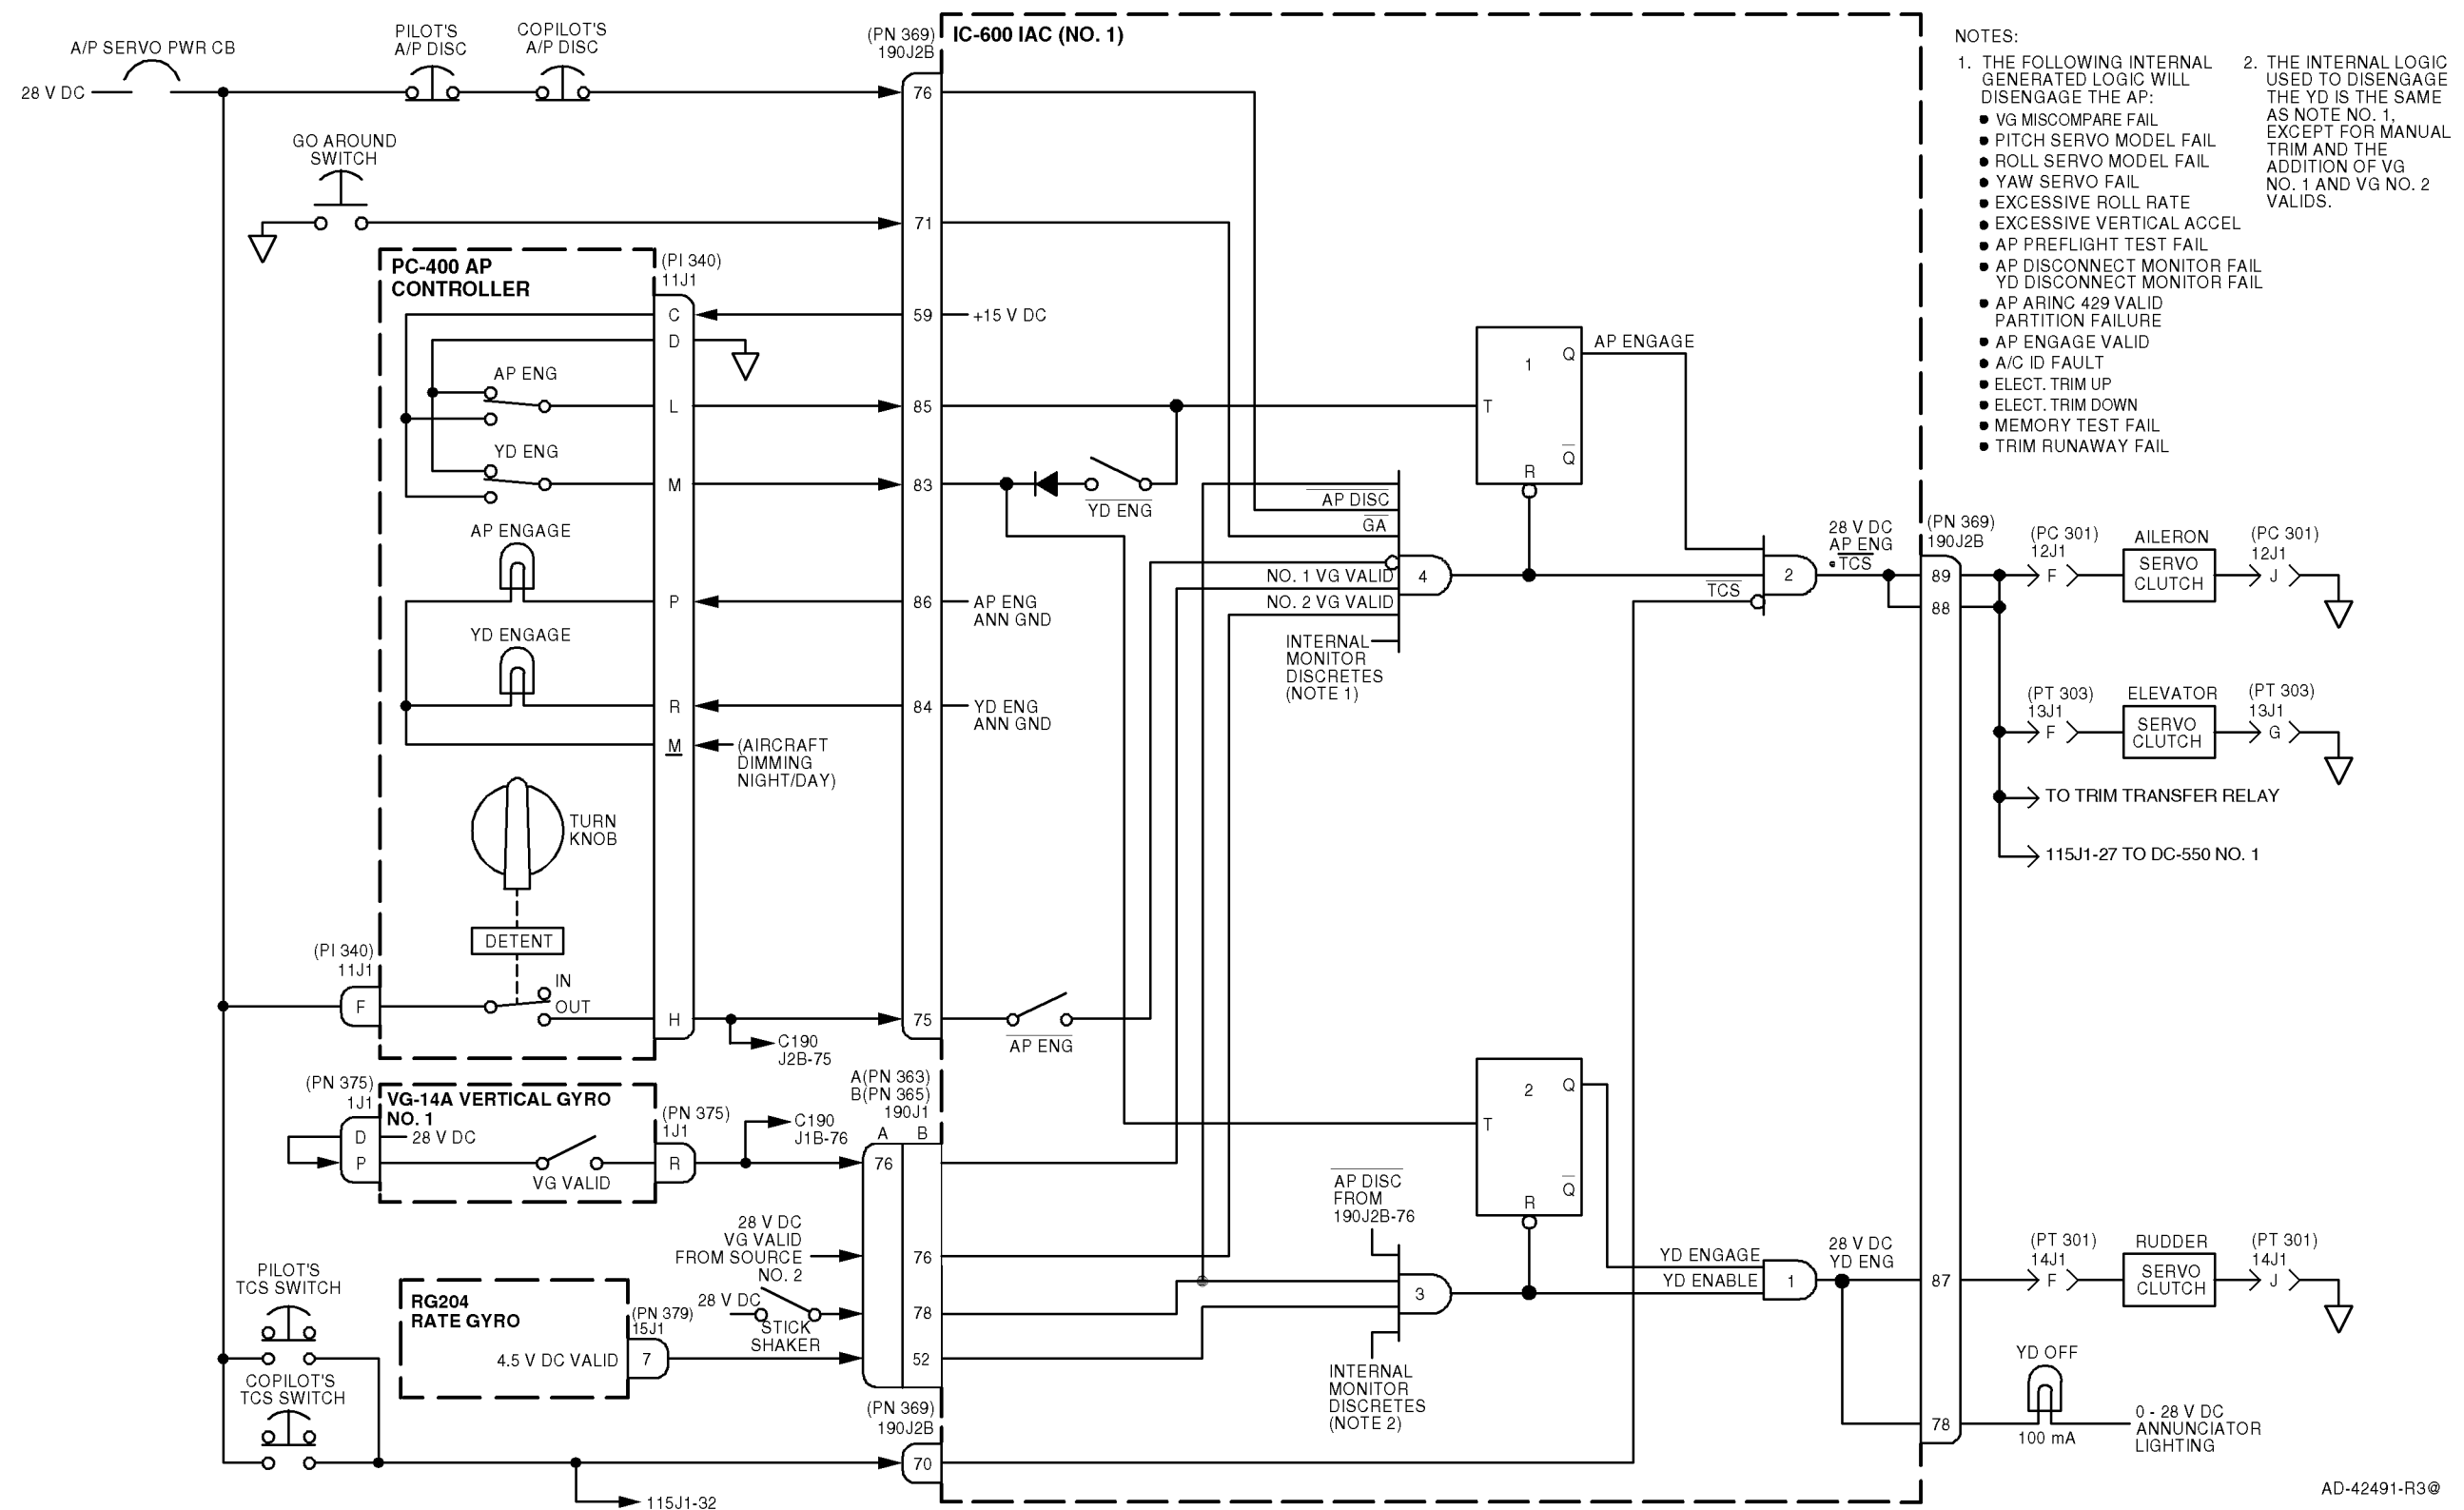 A/P SERVO PWR CB
28 V DC
PILOT'S
A/P DISC
COPILOT'S
A/P DISC
(PN 369)
190J2B
IC-600 IAC (NO. 1)
76
GO AROUND
SWITCH
71
PC-400 AP
CONTROLLER
(PI 340)
11J1
C
59
+15 V DC
D
AP ENG
L
85
YD ENG
M
83
YD ENG
AP ENGAGE
P
86
AP ENG
ANN GND
YD ENGAGE
R
84
YD ENG
ANN GND
M
(AIRCRAFT
DIMMING
NIGHT/DAY)
TURN
KNOB
DETENT
(PI 340)
11J1
F
IN
OUT
H
C190
J2B-75
75
AP ENG
(PN 375)
1J1
D
P
VG-14A VERTICAL GYRO
NO. 1
28 V DC
VG VALID
(PN 375)
1J1
R
C190
J1B-76
A(PN 363)
B(PN 365)
190J1
A B
76
28 V DC
VG VALID
FROM SOURCE
NO. 2
76
28 V DC
STICK
SHAKER
78
RG204
RATE GYRO
(PN 379)
15J1
4.5 V DC VALID
7
52
PILOT'S
TCS SWITCH
COPILOT'S
TCS SWITCH
(PN 369)
190J2B
70
115J1-32
1
T
Q
Q
R
AP ENGAGE
AP DISC
GA
NO. 1 VG VALID
NO. 2 VG VALID
4
INTERNAL
MONITOR
DISCRETES
(NOTE 1)
TCS
2
28 V DC
AP ENG
• TCS
2
T
Q
Q
R
AP DISC
FROM
190J2B-76
3
INTERNAL
MONITOR
DISCRETES
(NOTE 2)
YD ENGAGE
YD ENABLE
1
28 V DC
YD ENG
(PN 369)
190J2B
89
88
87
78
(PC 301)
12J1
F
AILERON
SERVO
CLUTCH
(PC 301)
12J1
J
(PT 303)
13J1
F
ELEVATOR
SERVO
CLUTCH
(PT 303)
13J1
G
TO TRIM TRANSFER RELAY
115J1-27 TO DC-550 NO. 1
(PT 301)
14J1
F
RUDDER
SERVO
CLUTCH
(PT 301)
14J1
J
YD OFF
100 mA
0 - 28 V DC
ANNUNCIATOR
LIGHTING
NOTES:
1. THE FOLLOWING INTERNAL
GENERATED LOGIC WILL
DISENGAGE THE AP:
• VG MISCOMPARE FAIL
• PITCH SERVO MODEL FAIL
• ROLL SERVO MODEL FAIL
• YAW SERVO FAIL
• EXCESSIVE ROLL RATE
• EXCESSIVE VERTICAL ACCEL
• AP PREFLIGHT TEST FAIL
• AP DISCONNECT MONITOR FAIL
YD DISCONNECT MONITOR FAIL
• AP ARINC 429 VALID
PARTITION FAILURE
• AP ENGAGE VALID
• A/C ID FAULT
• ELECT. TRIM UP
• ELECT. TRIM DOWN
• MEMORY TEST FAIL
• TRIM RUNAWAY FAIL
2. THE INTERNAL LOGIC
USED TO DISENGAGE
THE YD IS THE SAME
AS NOTE NO. 1,
EXCEPT FOR MANUAL
TRIM AND THE
ADDITION OF VG
NO. 1 AND VG NO. 2
VALIDS.
AD-42491-R3@